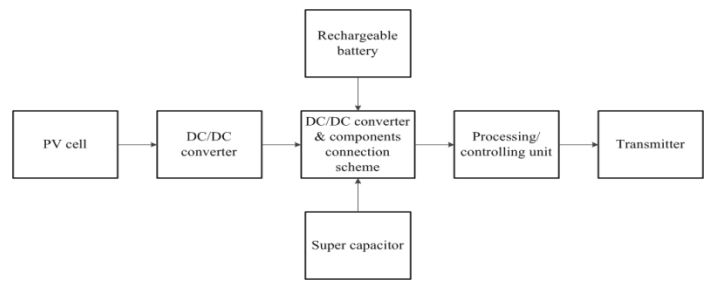 Rechargeable
battery
PV cell
DC/DC
converter
DC/DC converter
& components
connection
scheme
Processing/
controlling unit
Transmitter
Super capacitor